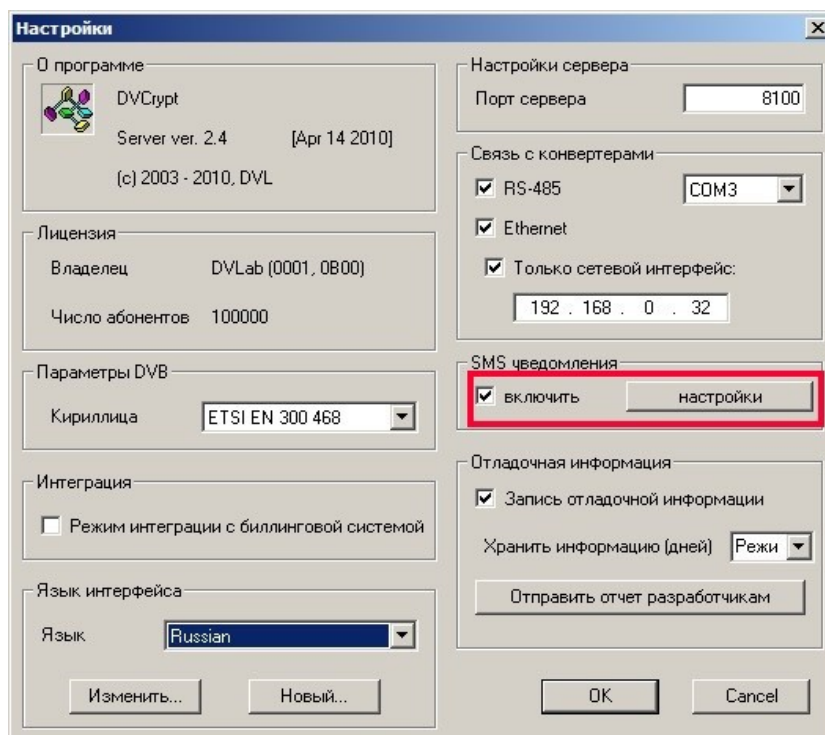 Настройки
О программе
DVCrypt
Server ver. 2.4 [Apr 14 2010]
(c) 2003 - 2010, DVL
Лицензия
Владелец DVLab (0001, 0B00)
Число абонентов 100000
Параметры DVB
Кириллица ETSI EN 300 468
Интеграция
Режим интеграции с биллинговой системой
Язык интерфейса
Язык Russian
Изменить... Новый...
Настройки сервера
Порт сервера 8100
Связь с конвертерами
RS-485 COM3
Ethernet
Только сетевой интерфейс:
192 . 168 . 0 . 32
SMS уведомления
включить настройки
Отладочная информация
Запись отладочной информации
Хранить информацию (дней) Режи
Отправить отчет разработчикам
OK Cancel